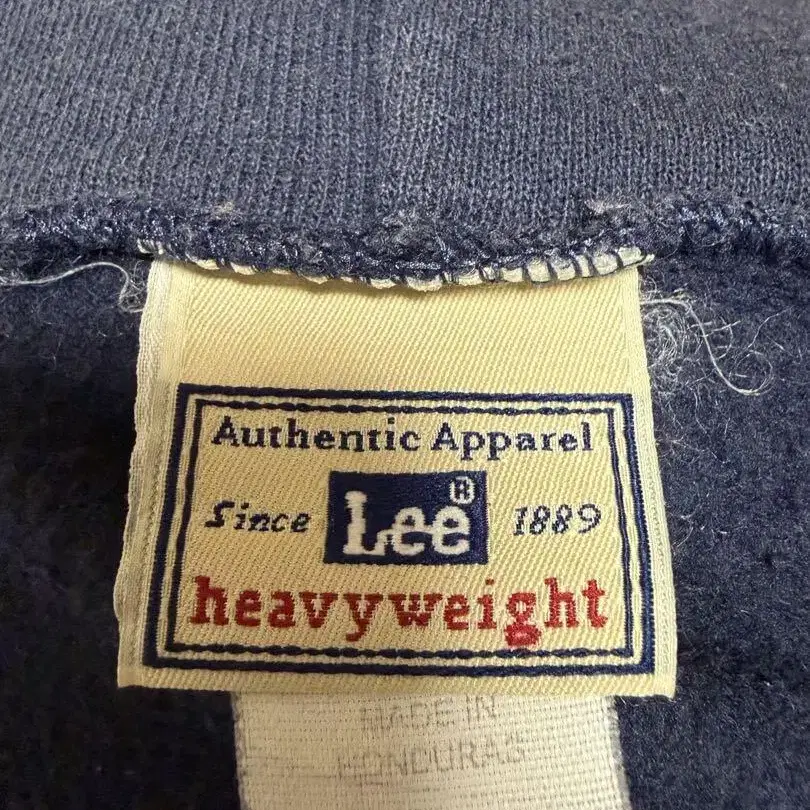 Authentic Apparel
Since Lee® 1889
heavyweight
MADE IN
HONDURAS